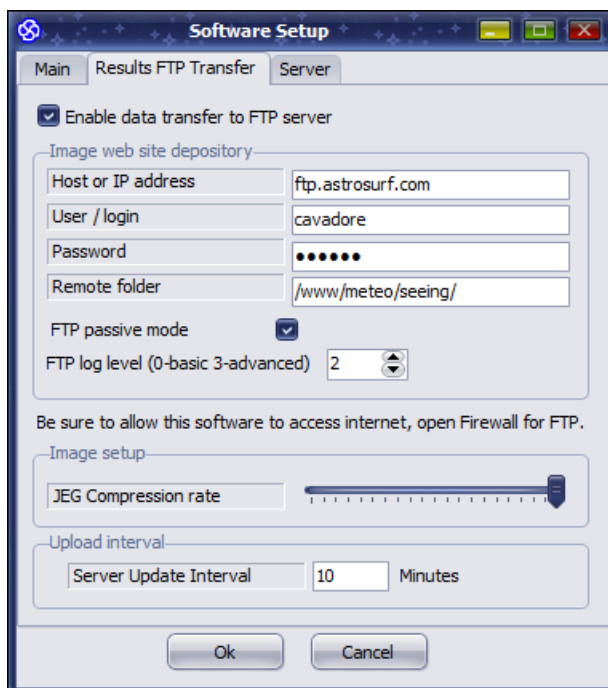 Software Setup
Main Results FTP Transfer Server
Enable data transfer to FTP server
Image web site depository
Host or IP address ftp.astrosurf.com
User / login cavadore
Password ••••••
Remote folder /www/meteo/seeing/
FTP passive mode
FTP log level (0-basic 3-advanced) 2
Be sure to allow this software to access internet, open Firewall for FTP.
Image setup
JEG Compression rate
Upload interval
Server Update Interval 10 Minutes
Ok Cancel